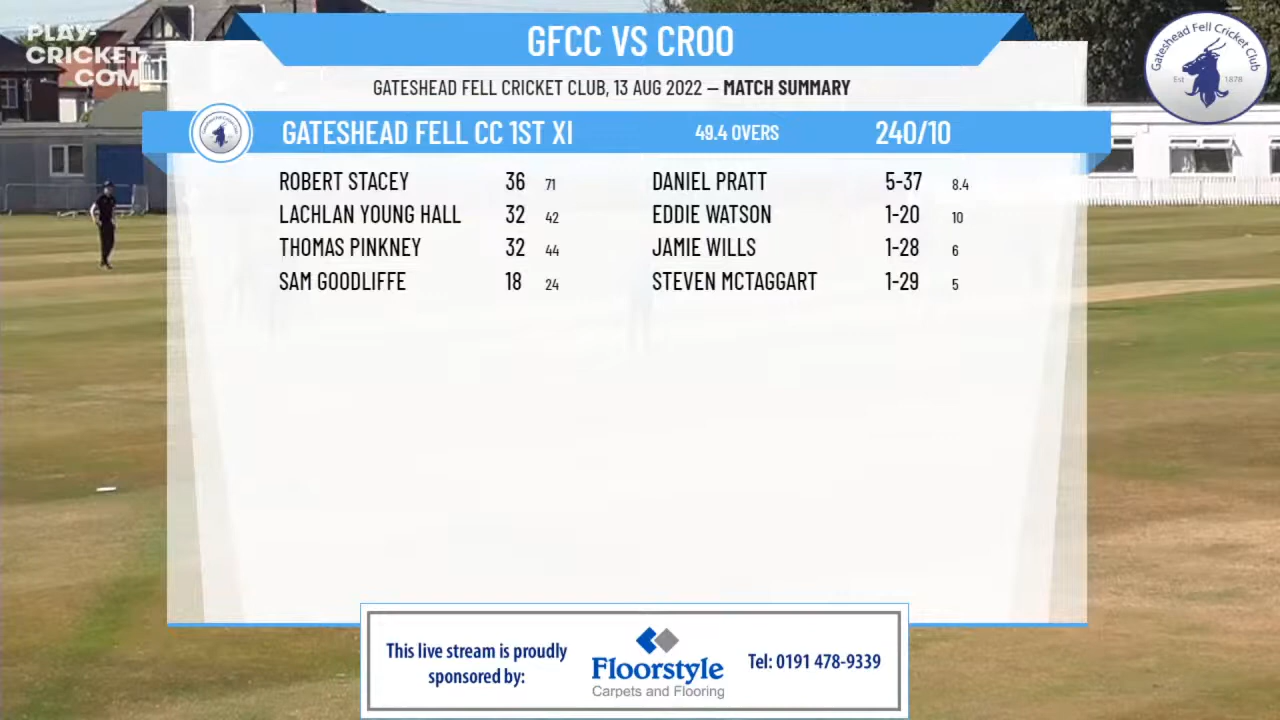 PLAY-
CRICKET
.COM
GFCC VS CROO
Gateshead Fell Cricket Club
Est 1878
GATESHEAD FELL CRICKET CLUB, 13 AUG 2022 – MATCH SUMMARY
GATESHEAD FELL CC 1ST XI 49.4 OVERS 240/10
ROBERT STACEY 36 71 DANIEL PRATT 5-37 8.4
LACHLAN YOUNG HALL 32 42 EDDIE WATSON 1-20 10
THOMAS PINKNEY 32 44 JAMIE WILLS 1-28 6
SAM GOODLIFFE 18 24 STEVEN MCTAGGART 1-29 5
This live stream is proudly
sponsored by:
Floorstyle
Carpets and Flooring
Tel: 0191 478-9339